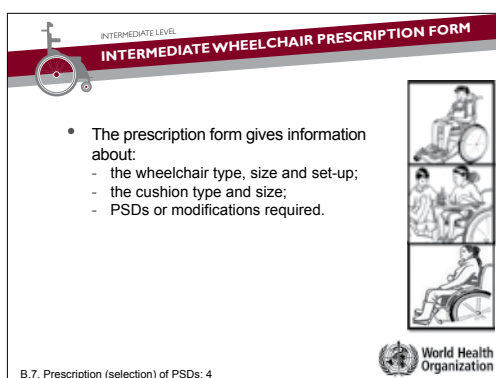 INTERMEDIATE LEVEL
INTERMEDIATE WHEELCHAIR PRESCRIPTION FORM
• The prescription form gives information
about:
- the wheelchair type, size and set-up;
- the cushion type and size;
- PSDs or modifications required.
World Health
Organization
B.7. Prescription (selection) of PSDs: 4